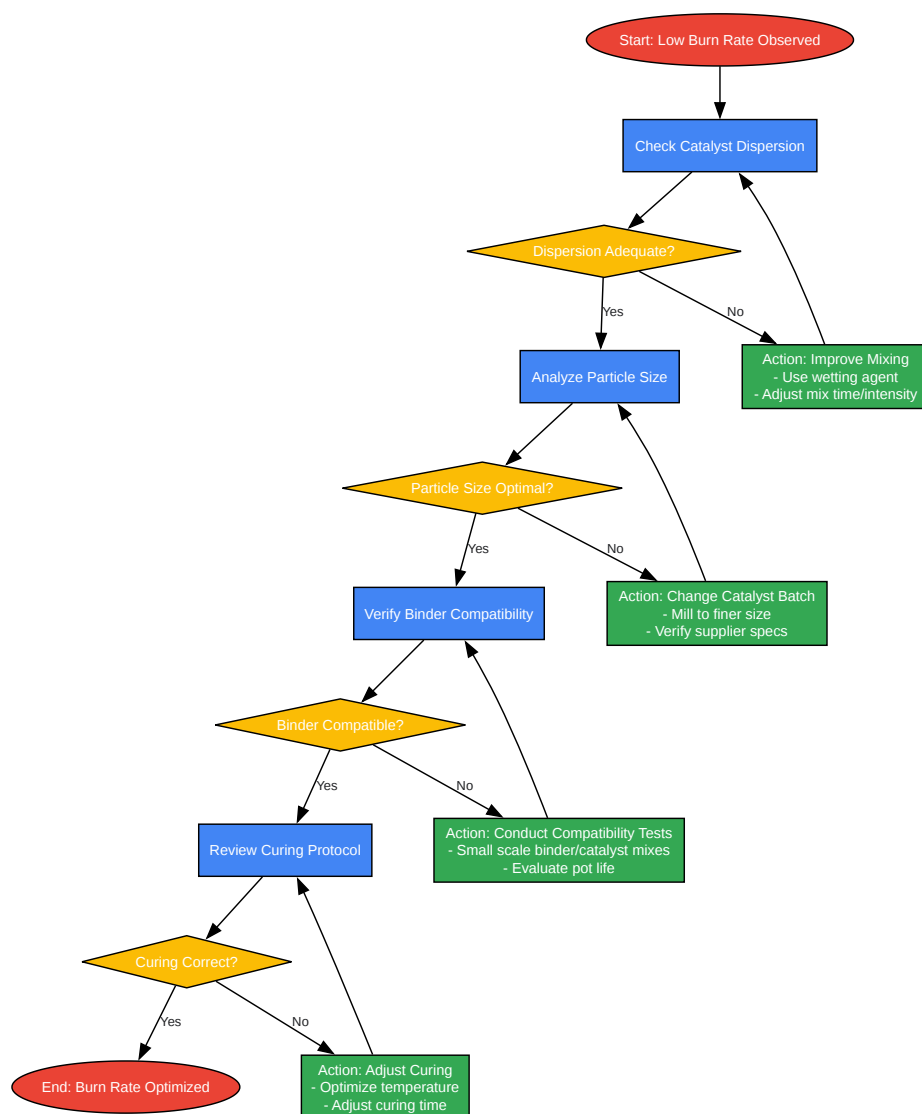 Start: Low Burn Rate Observed
Check Catalyst Dispersion
Dispersion Adequate?
Yes
No
Action: Improve Mixing
- Use wetting agent
- Adjust mix time/intensity
Analyze Particle Size
Particle Size Optimal?
Yes
No
Action: Change Catalyst Batch
- Mill to finer size
- Verify supplier specs
Verify Binder Compatibility
Binder Compatible?
Yes
No
Action: Conduct Compatibility Tests
- Small scale binder/catalyst mixes
- Evaluate pot life
Review Curing Protocol
Curing Correct?
Yes
No
Action: Adjust Curing
- Optimize temperature
- Adjust curing time
End: Burn Rate Optimized